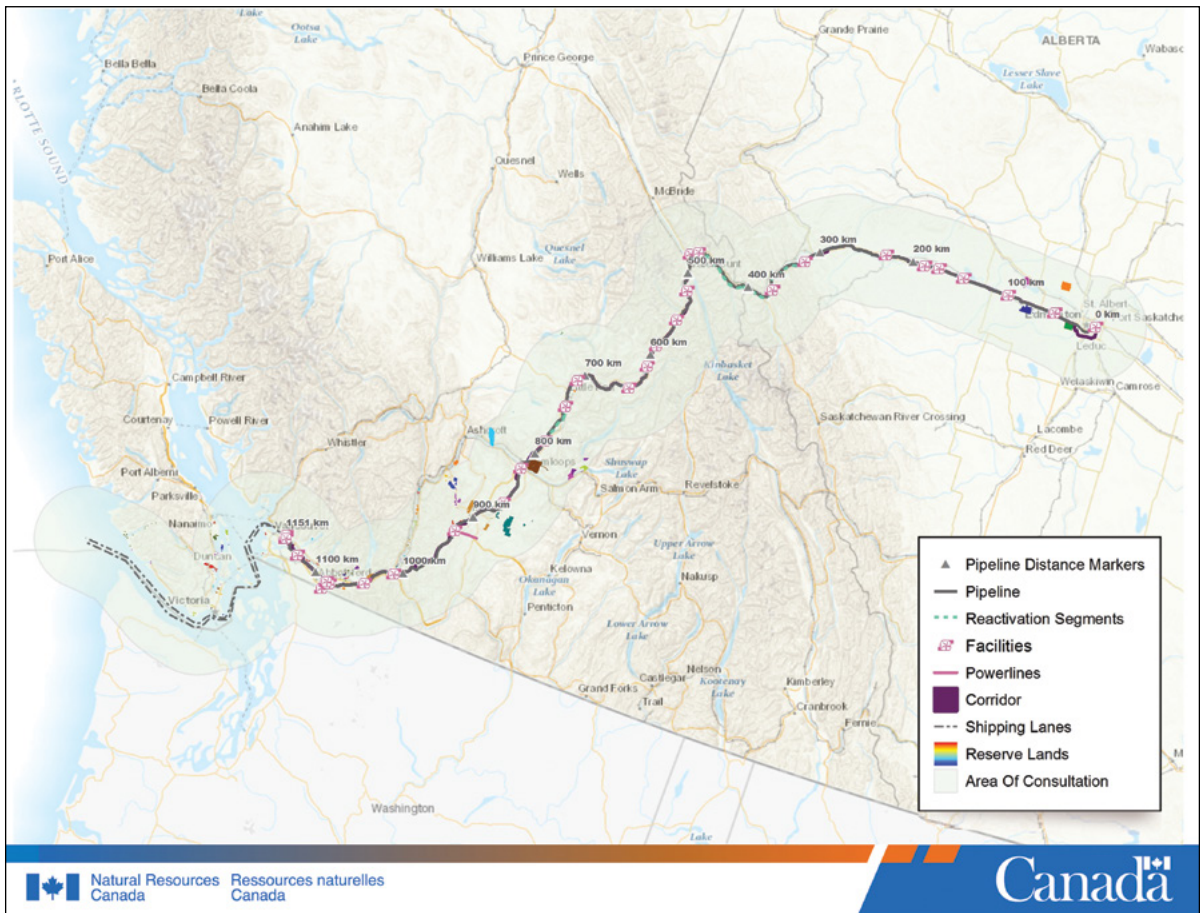 Lake
Ootsa
Lake
Grande Prairie
ALBERTA
Wabasc
Bella Bella
Prince George
Lesser Slave
Lake
Bella Coola
RLOTTE SOUND
Anahim Lake
Quesnel
Wells
McBride
Port Alice
Quesnel
Lake
Williams Lake
300 km
200 km
500 km
400 km
100 km
St. Albert
0 km
Leduc
600 km
700 km
Kinbasket
Lake
Wetaskiwin
Camrose
Campbell River
Saskatchewan River Crossing
Courtenay
Powell River
Lacombe
Red Deer
Whistler
Ashcroft
800 km
Port Alberni
Shuswap
Lake
Salmon Arm
Revelstoke
Parksville
900 km
Nanaimo
1151 km
Vernon
Duncan
1100 km
1000 km
Upper Arrow
Lake
Kelowna
Okanagan
Lake
Nakusp
Victoria
Penticton
Lower Arrow
Lake
Nelson
Castlegar
Kootenay
Lake
Grand Forks
Trail
Kimberley
Cranbrook
Fernie
Washington
Lake
Pipeline Distance Markers
Pipeline
Reactivation Segments
Facilities
Powerlines
Corridor
Shipping Lanes
Reserve Lands
Area Of Consultation
Natural Resources Ressources naturelles
Canada Canada
Canada